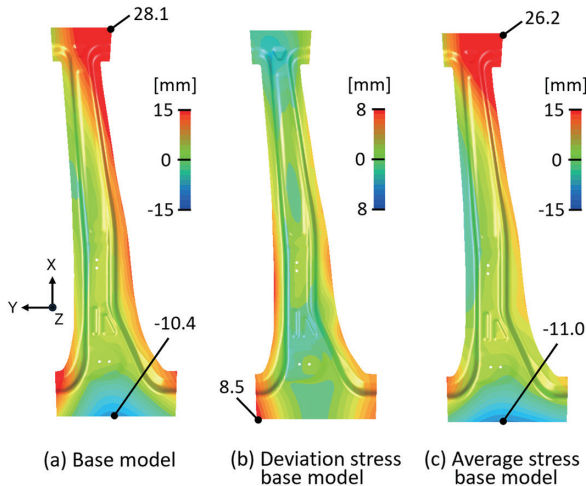 28.1
26.2
[mm]
15
0
-15
[mm]
8
0
8
[mm]
15
0
-15
X
Y
Z
-10.4
8.5
-11.0
(a) Base model
(b) Deviation stress
base model
(c) Average stress
base model